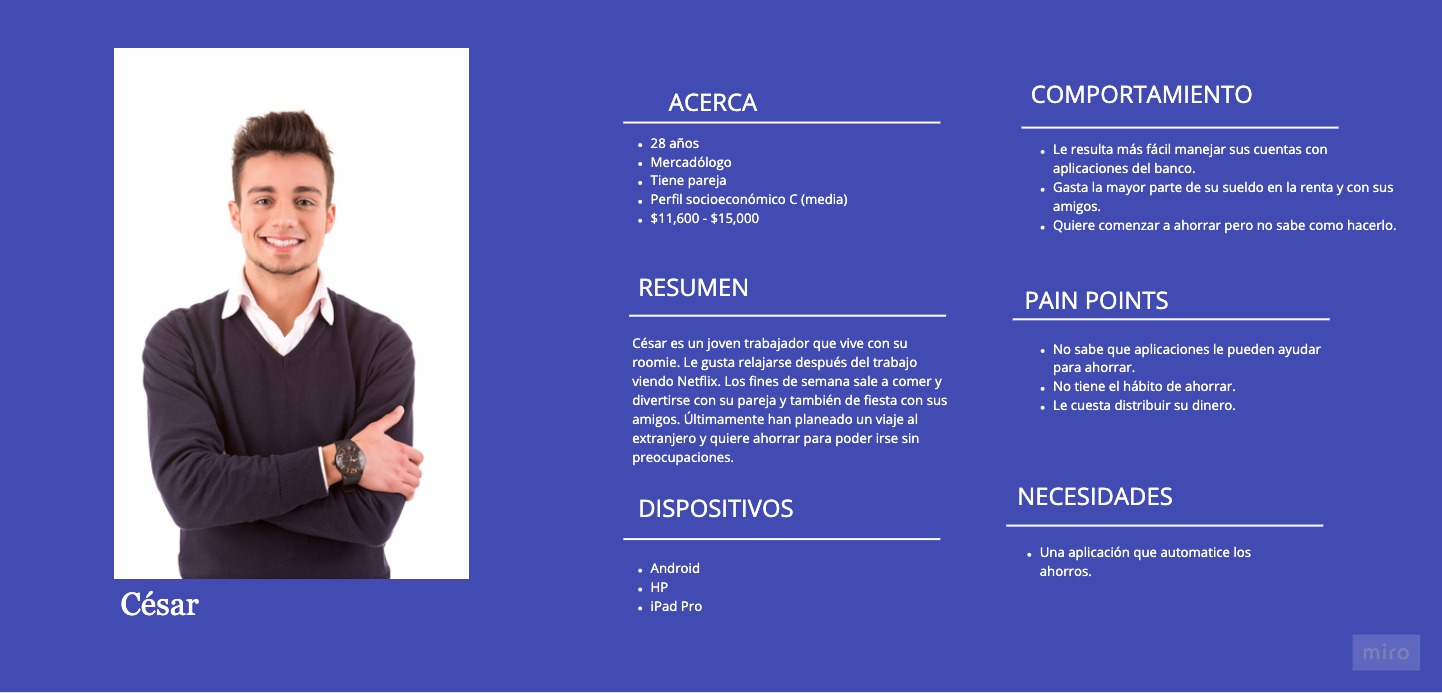 César
ACERCA
28 años
Mercadólogo
Tiene pareja
Perfil socioeconómico C (media)
$11,600 - $15,000
RESUMEN
César es un joven trabajador que vive con su
roomie. Le gusta relajarse después del trabajo
viendo Netflix. Los fines de semana sale a comer y
divertirse con su pareja y también de fiesta con sus
amigos. Últimamente han planeado un viaje al
extranjero y quiere ahorrar para poder irse sin
preocupaciones.
DISPOSITIVOS
Android
HP
iPad Pro
COMPORTAMIENTO
Le resulta más fácil manejar sus cuentas con
aplicaciones del banco.
Gasta la mayor parte de su sueldo en la renta y con sus
amigos.
Quiere comenzar a ahorrar pero no sabe como hacerlo.
PAIN POINTS
No sabe que aplicaciones le pueden ayudar
para ahorrar.
No tiene el hábito de ahorrar.
Le cuesta distribuir su dinero.
NECESIDADES
Una aplicación que automatice los
ahorros.
miro